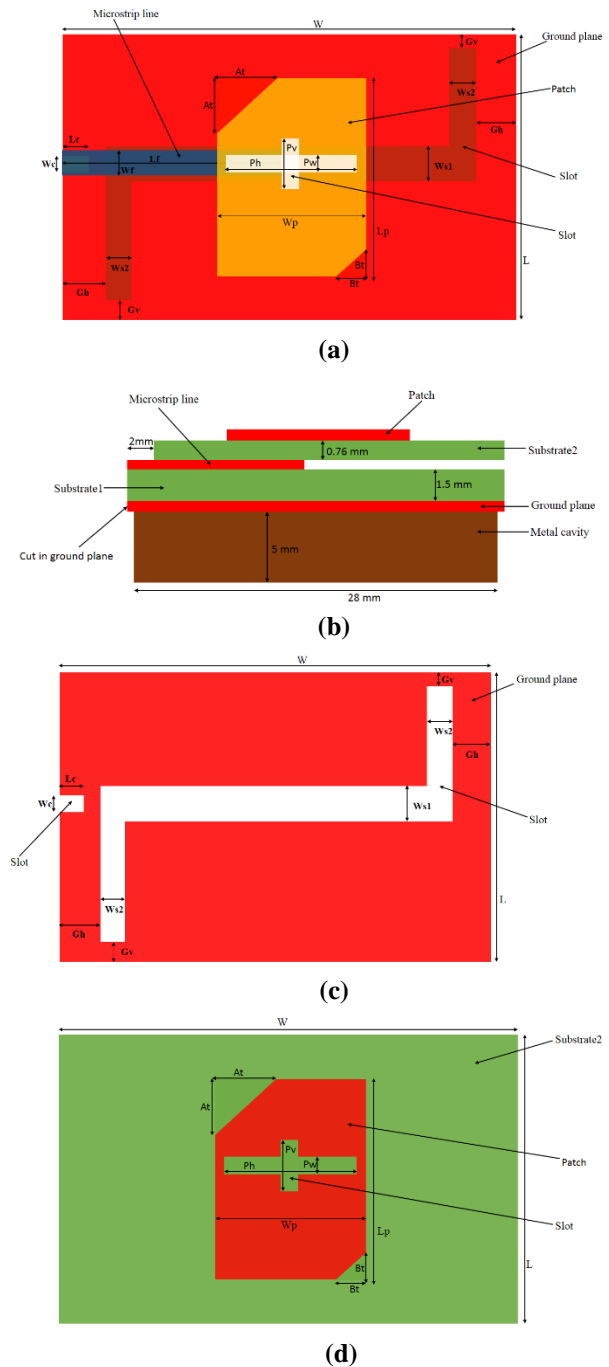 W
Microstrip line
Gv
Ground plane
At
Ws2
Patch
At
Lc
Gh
Pv
Wc
Lf
Wf
Ph
Pw
Ws1
Slot
Wp
Lp
Slot
L
Ws2
Bt
Gh
Bt
Gv
(a)
Microstrip line
Patch
2mm
0.76 mm
Substrate2
Substrate1
1.5 mm
Ground plane
Cut in ground plane
5 mm
Metal cavity
28 mm
(b)
W
Gv
Ground plane
Ws2
Gh
Lc
Wc
Ws1
Slot
Slot
L
Ws2
Gh
Gv
(c)
W
Substrate2
At
At
Pv
Ph
Pw
Patch
Slot
Wp
Lp
Bt
L
Bt
(d)